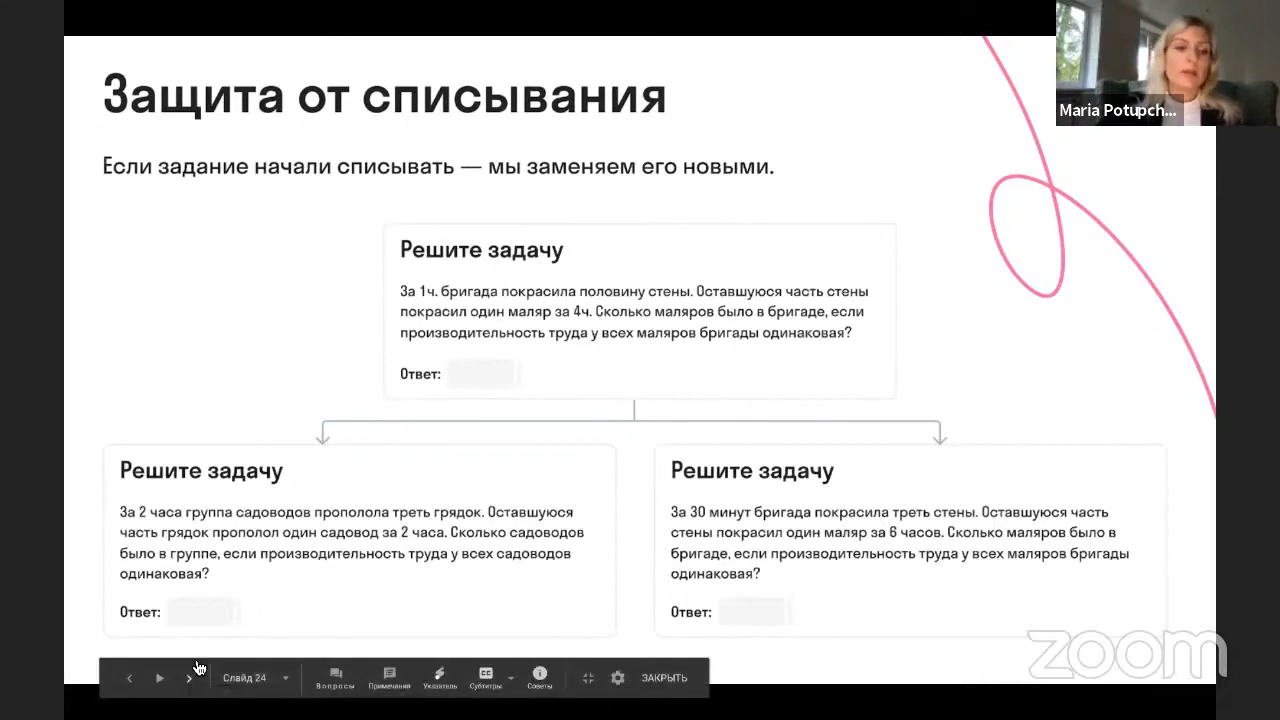 Maria Potupch...
Защита от списывания
Если задание начали списывать — мы заменяем его новыми.
Решите задачу
За 1ч. бригада покрасила половину стены. Оставшуюся часть стены
покрасил один маляр за 4ч. Сколько маляров было в бригаде, если
производительность труда у всех маляров бригады одинаковая?
Ответ:
Решите задачу
За 2 часа группа садоводов прополола треть грядок. Оставшуюся
часть грядок прополол один садовод за 2 часа. Сколько садоводов
было в группе, если производительность труда у всех садоводов
одинаковая?
Ответ:
Решите задачу
За 30 минут бригада покрасила треть стены. Оставшуюся часть
стены покрасил один маляр за 6 часов. Сколько маляров было в
бригаде, если производительность труда у всех маляров бригады
одинаковая?
Ответ:
Слайд 24
Вопросы
Примечания
Указатель
Субтитры
Советы
ЗАКРЫТЬ
zoom